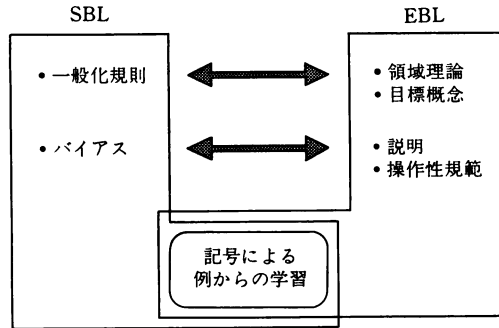 SBL
EBL
• 一般化規則
• 領域理論
• 目標概念
• バイアス
• 説明
• 操作性規範
記号による
例からの学習